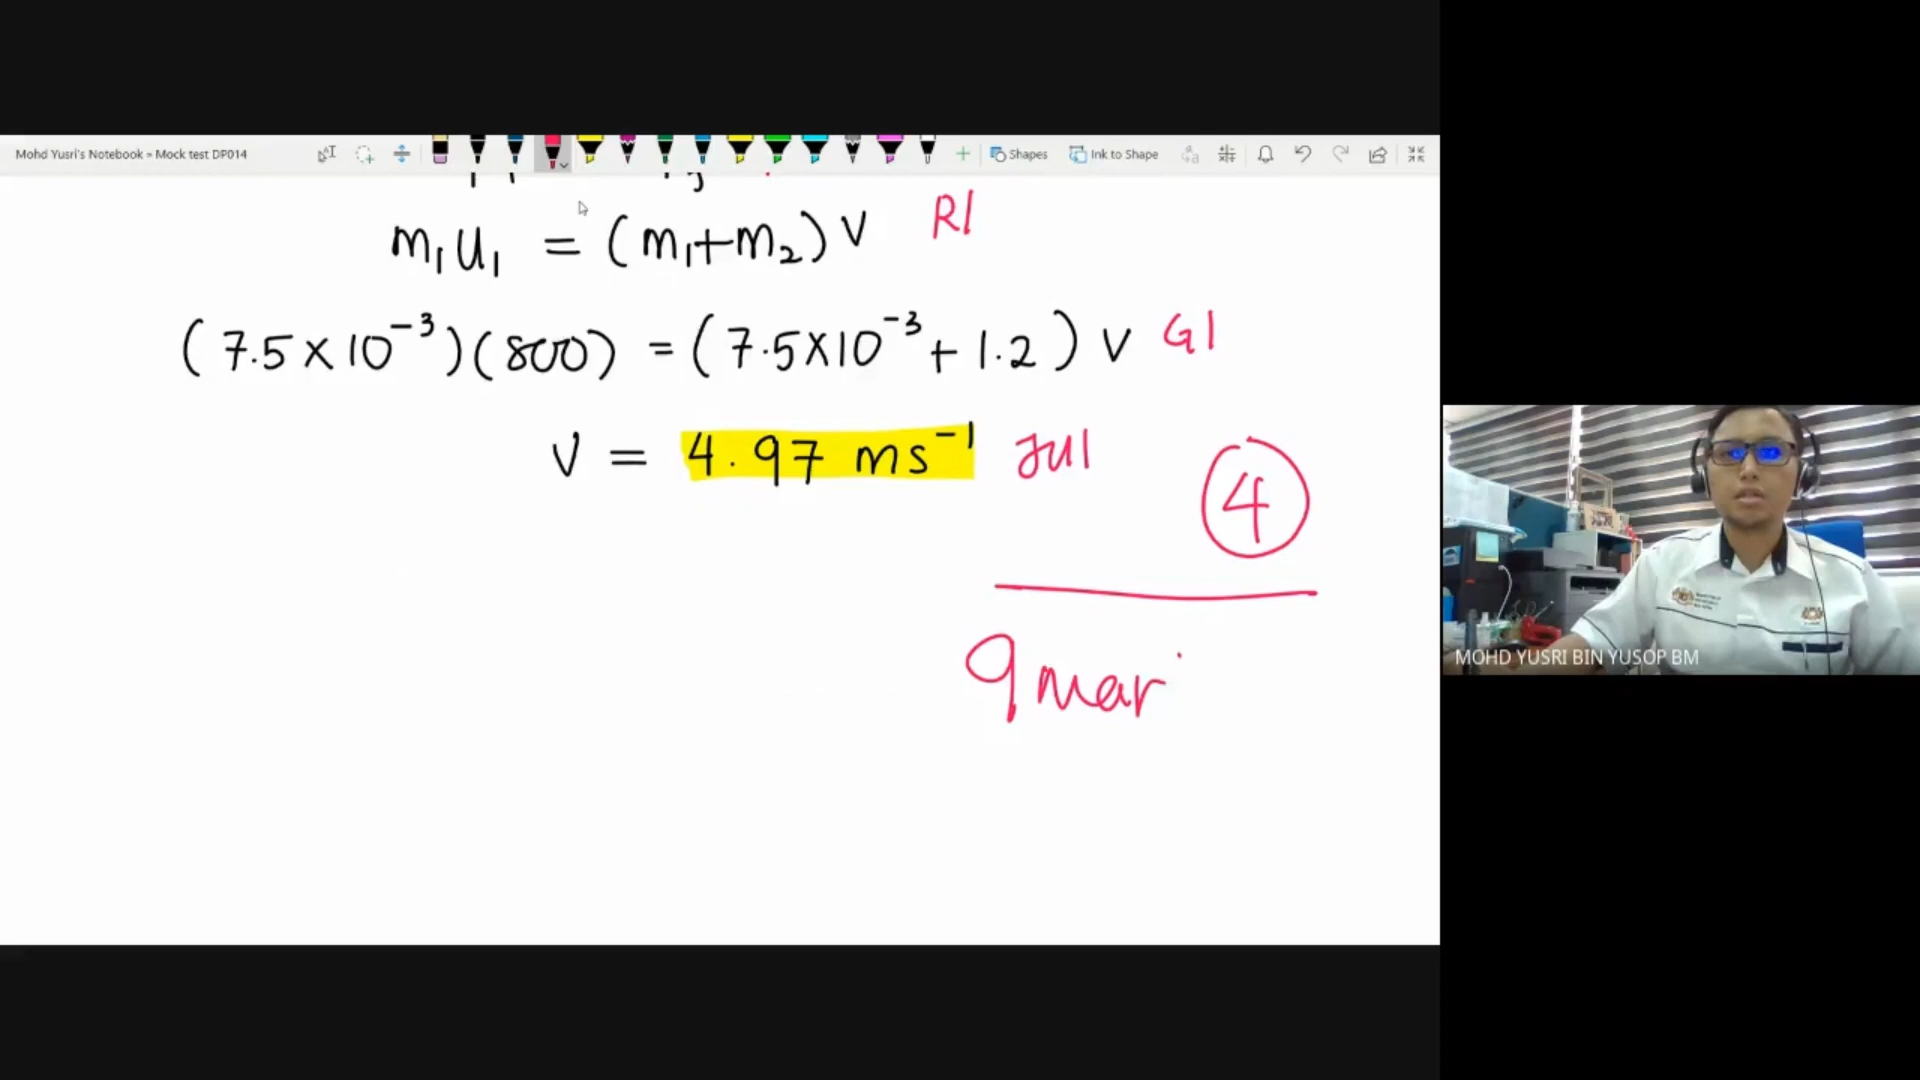 Mohd Yusri's Notebook » Mock test DP014
Shapes
Ink to Shape
m₁u₁ = (m₁+m₂)v R1
(7.5×10⁻³)(800) = (7.5×10⁻³+1.2)v G1
v = 4.97 ms⁻¹ JU1
4
9 mar
MOHD YUSRI BIN YUSOP BM